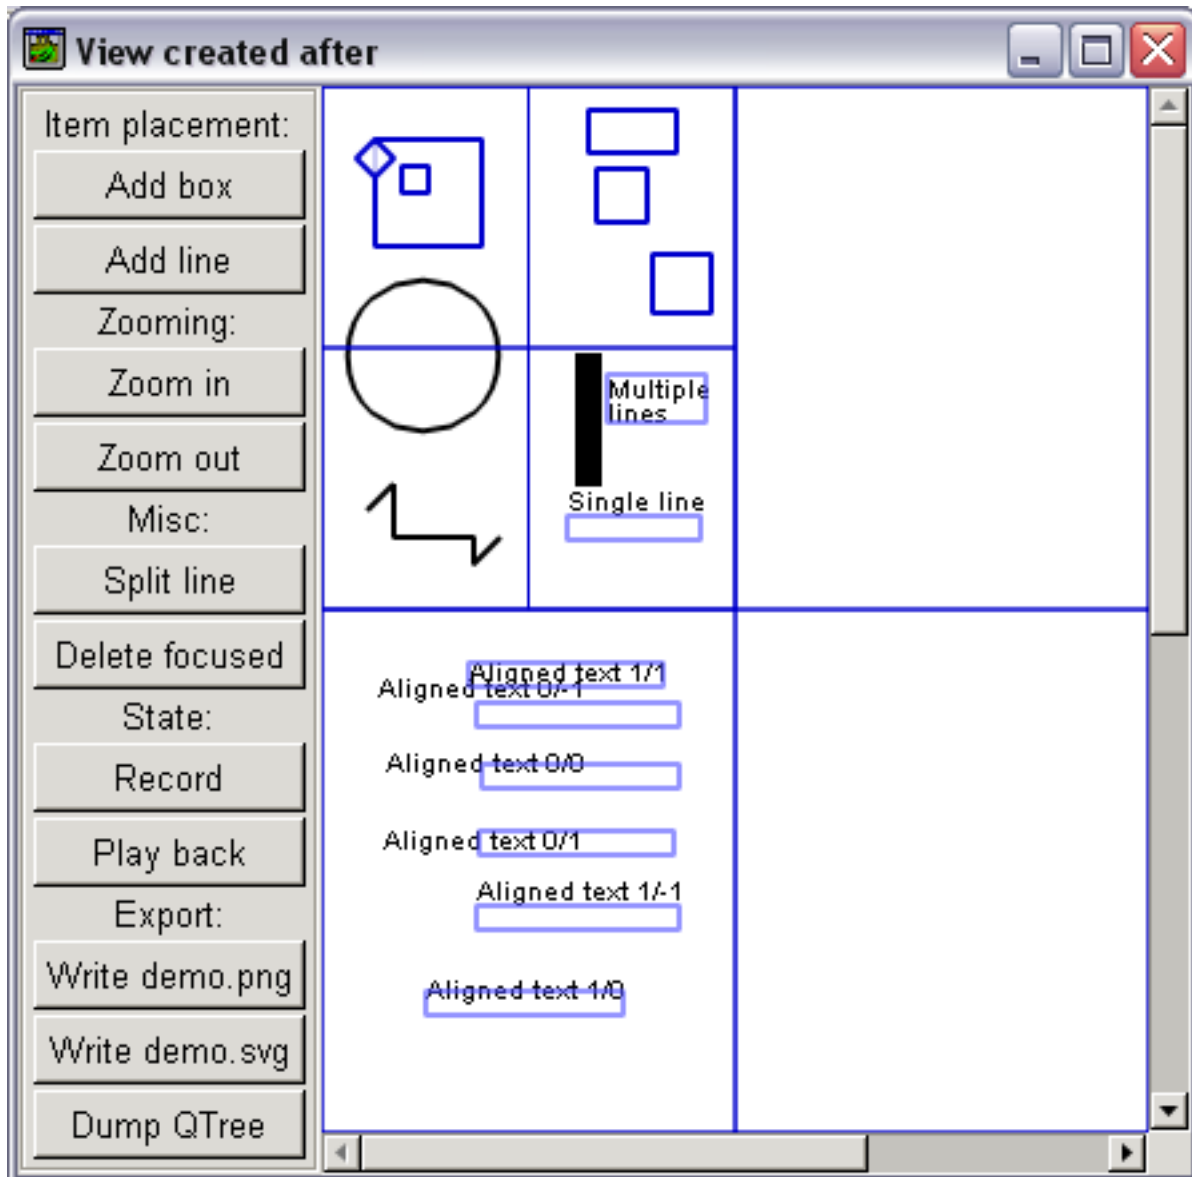 View created after
Item placement:
Add box
Add line
Zooming:
Zoom in
Zoom out
Misc:
Split line
Delete focused
State:
Record
Play back
Export:
Write demo.png
Write demo.svg
Dump QTree
Multiple
lines
Single line
Aligned text 1/1
Aligned text 0/-1
Aligned text 0/0
Aligned text 0/1
Aligned text 1/-1
Aligned text 1/0